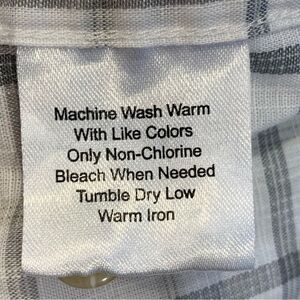 Machine Wash Warm
With Like Colors
Only Non-Chlorine
Bleach When Needed
Tumble Dry Low
Warm Iron